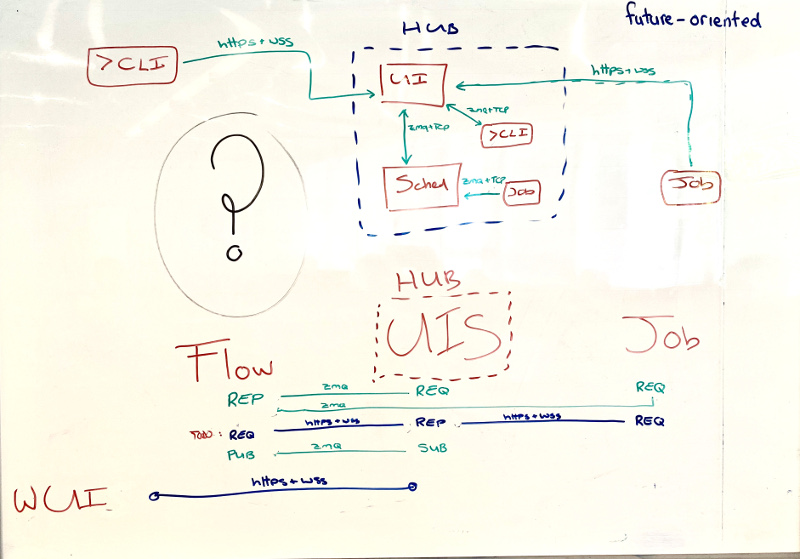 future-oriented
HUB
>CLI
https+wss
UI
https+wss
zmq+TCP
zmq+TCP
>CLI
Sched
zmq+TCP
Job
Job
?
HUB
UIS
Flow
Job
REP
zmq
REQ
REQ
zmq
TODO: REQ
https+wss
REP
https+wss
REQ
PUB
zmq
SUB
WUI
https+wss